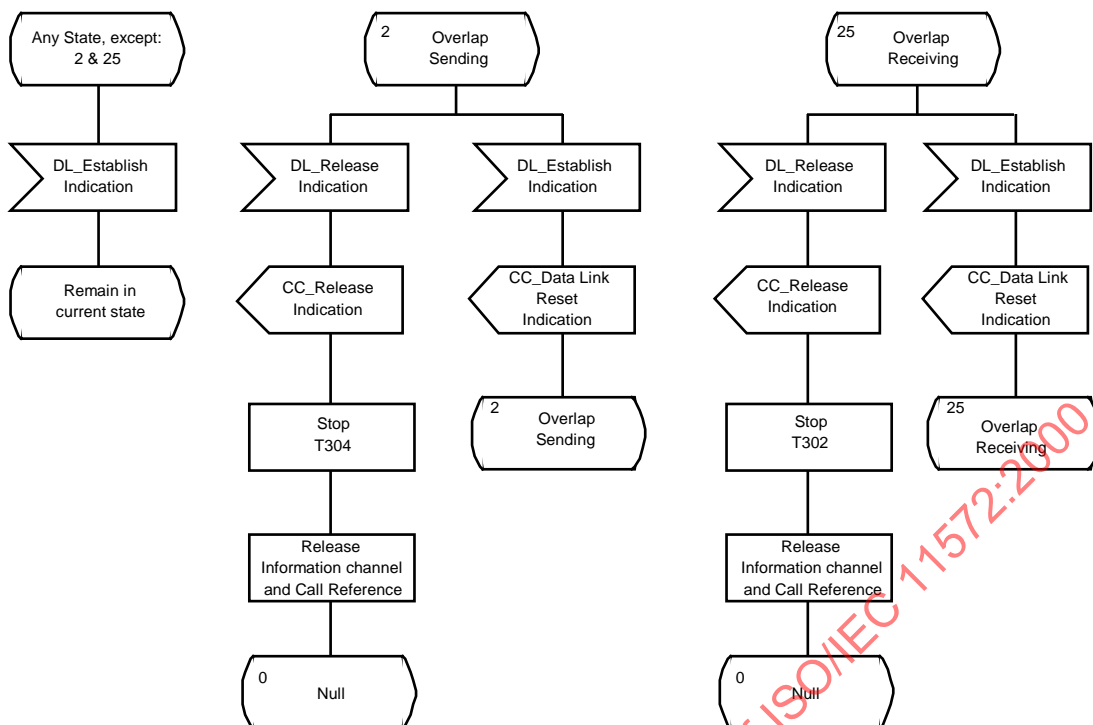 Any State, except:
2 & 25
DL_Establish
Indication
Remain in
current state
2
Overlap
Sending
DL_Release
Indication
CC_Release
Indication
Stop
T304
Release
Information channel
and Call Reference
0
Null
DL_Establish
Indication
CC_Data Link
Reset
Indication
2
Overlap
Sending
25
Overlap
Receiving
DL_Release
Indication
CC_Release
Indication
Stop
T302
Release
Information channel
and Call Reference
0
Null
DL_Establish
Indication
CC_Data Link
Reset
Indication
25
Overlap
Receiving
ISO/IEC 11572:2000